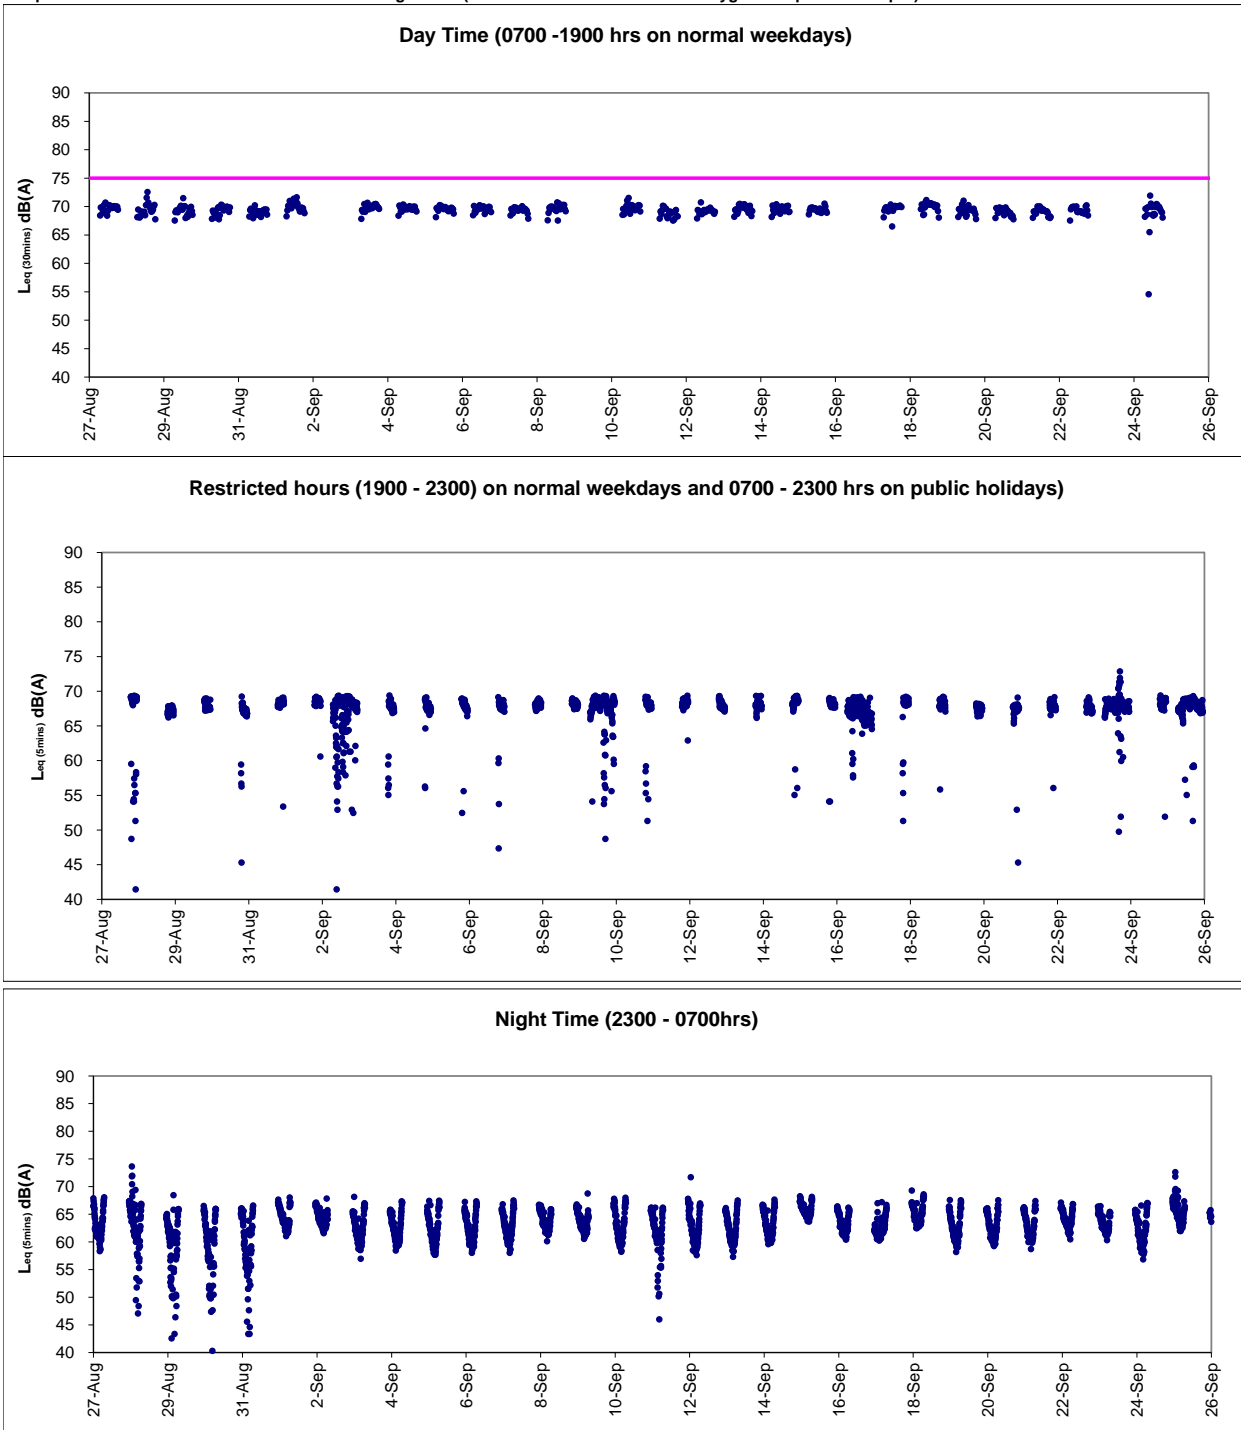 Day Time (0700 -1900 hrs on normal weekdays)
90
85
80
75
70
65
60
55
50
45
40
Leq (30mins) dB(A)
27-Aug
29-Aug
31-Aug
2-Sep
4-Sep
6-Sep
8-Sep
10-Sep
12-Sep
14-Sep
16-Sep
18-Sep
20-Sep
22-Sep
24-Sep
26-Sep
Restricted hours (1900 - 2300) on normal weekdays and 0700 - 2300 hrs on public holidays)
90
85
80
75
70
65
60
55
50
45
40
Leq (5mins) dB(A)
27-Aug
29-Aug
31-Aug
2-Sep
4-Sep
6-Sep
8-Sep
10-Sep
12-Sep
14-Sep
16-Sep
18-Sep
20-Sep
22-Sep
24-Sep
26-Sep
Night Time (2300 - 0700hrs)
90
85
80
75
70
65
60
55
50
45
40
Leq (5mins) dB(A)
27-Aug
29-Aug
31-Aug
2-Sep
4-Sep
6-Sep
8-Sep
10-Sep
12-Sep
14-Sep
16-Sep
18-Sep
20-Sep
22-Sep
24-Sep
26-Sep